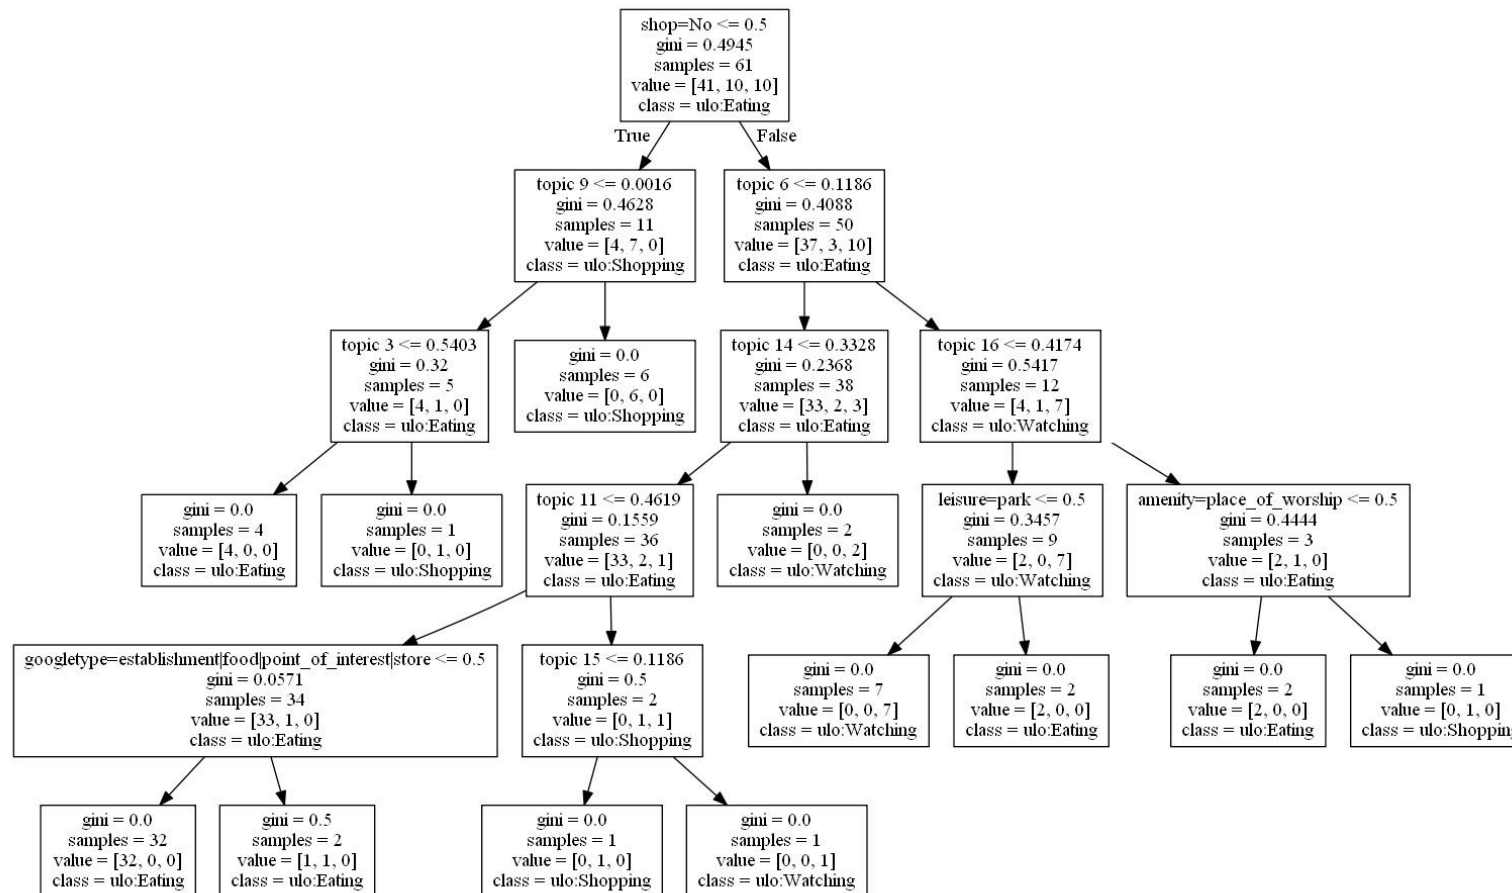 shop=No <= 0.5
gini = 0.4945
samples = 61
value = [41, 10, 10]
class = ulo:Eating
True
False
topic 9 <= 0.0016
gini = 0.4628
samples = 11
value = [4, 7, 0]
class = ulo:Shopping
topic 6 <= 0.1186
gini = 0.4088
samples = 50
value = [37, 3, 10]
class = ulo:Eating
topic 3 <= 0.5403
gini = 0.32
samples = 5
value = [4, 1, 0]
class = ulo:Eating
gini = 0.0
samples = 6
value = [0, 6, 0]
class = ulo:Shopping
topic 14 <= 0.3328
gini = 0.2368
samples = 38
value = [33, 2, 3]
class = ulo:Eating
topic 16 <= 0.4174
gini = 0.5417
samples = 12
value = [4, 1, 7]
class = ulo:Watching
gini = 0.0
samples = 4
value = [4, 0, 0]
class = ulo:Eating
gini = 0.0
samples = 1
value = [0, 1, 0]
class = ulo:Shopping
topic 11 <= 0.4619
gini = 0.1559
samples = 36
value = [33, 2, 1]
class = ulo:Eating
gini = 0.0
samples = 2
value = [0, 0, 2]
class = ulo:Watching
leisure=park <= 0.5
gini = 0.3457
samples = 9
value = [2, 0, 7]
class = ulo:Watching
amenity=place_of_worship <= 0.5
gini = 0.4444
samples = 3
value = [2, 1, 0]
class = ulo:Eating
googletype=establishment|food|point_of_interest|store <= 0.5
gini = 0.0571
samples = 34
value = [33, 1, 0]
class = ulo:Eating
topic 15 <= 0.1186
gini = 0.5
samples = 2
value = [0, 1, 1]
class = ulo:Shopping
gini = 0.0
samples = 7
value = [0, 0, 7]
class = ulo:Watching
gini = 0.0
samples = 2
value = [2, 0, 0]
class = ulo:Eating
gini = 0.0
samples = 2
value = [2, 0, 0]
class = ulo:Eating
gini = 0.0
samples = 1
value = [0, 1, 0]
class = ulo:Shopping
gini = 0.0
samples = 32
value = [32, 0, 0]
class = ulo:Eating
gini = 0.5
samples = 2
value = [1, 1, 0]
class = ulo:Eating
gini = 0.0
samples = 1
value = [0, 1, 0]
class = ulo:Shopping
gini = 0.0
samples = 1
value = [0, 0, 1]
class = ulo:Watching